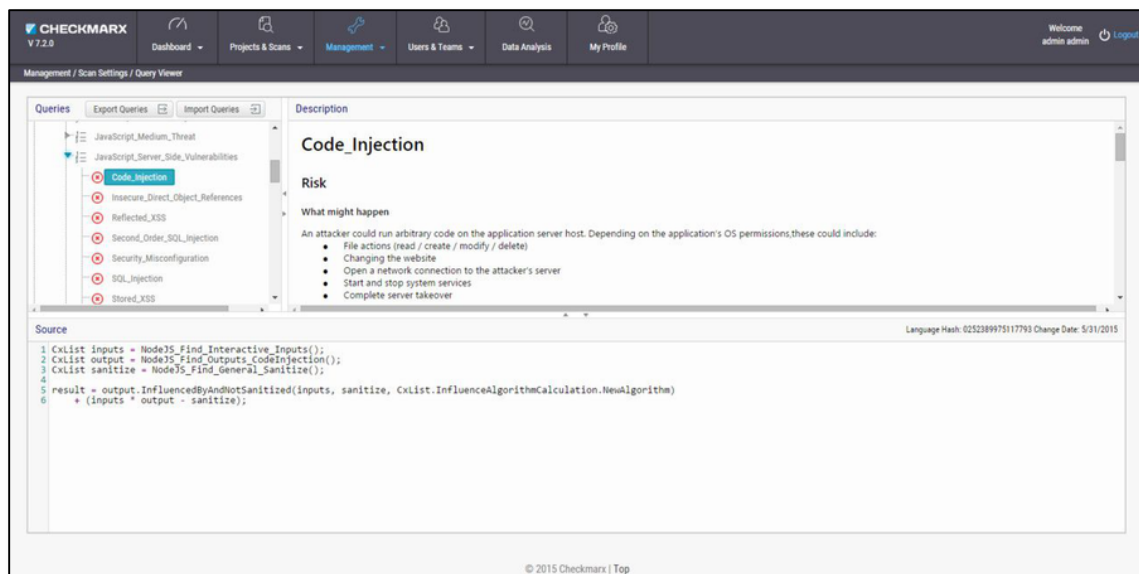 CHECKMARX
V 7.2.0
Dashboard
Projects & Scans
Management
Users & Teams
Data Analysis
My Profile
Welcome
admin admin
Logout
Management / Scan Settings / Query Viewer
Queries
Export Queries
Import Queries
JavaScript_Medium_Threat
JavaScript_Server_Side_Vulnerabilities
Code_Injection
Insecure_Direct_Object_References
Reflected_XSS
Second_Order_SQL_Injection
Security_Misconfiguration
SQL_Injection
Stored_XSS
Description
Code_Injection
Risk
What might happen
An attacker could run arbitrary code on the application server host. Depending on the application's OS permissions,these could include:
• File actions (read / create / modify / delete)
• Changing the website
• Open a network connection to the attacker's server
• Start and stop system services
• Complete server takeover
Source
Language Hash: 0252389975117793 Change Date: 5/31/2015
1 CxList inputs = NodeJS_Find_Interactive_Inputs();
2 CxList output = NodeJS_Find_Outputs_CodeInjection();
3 CxList sanitize = NodeJS_Find_General_Sanitize();
4
5 result = output.InfluencedByAndNotSanitized(inputs, sanitize, CxList.InfluenceAlgorithmCalculation.NewAlgorithm)
6 + (inputs * output - sanitize);
© 2015 Checkmarx | Top